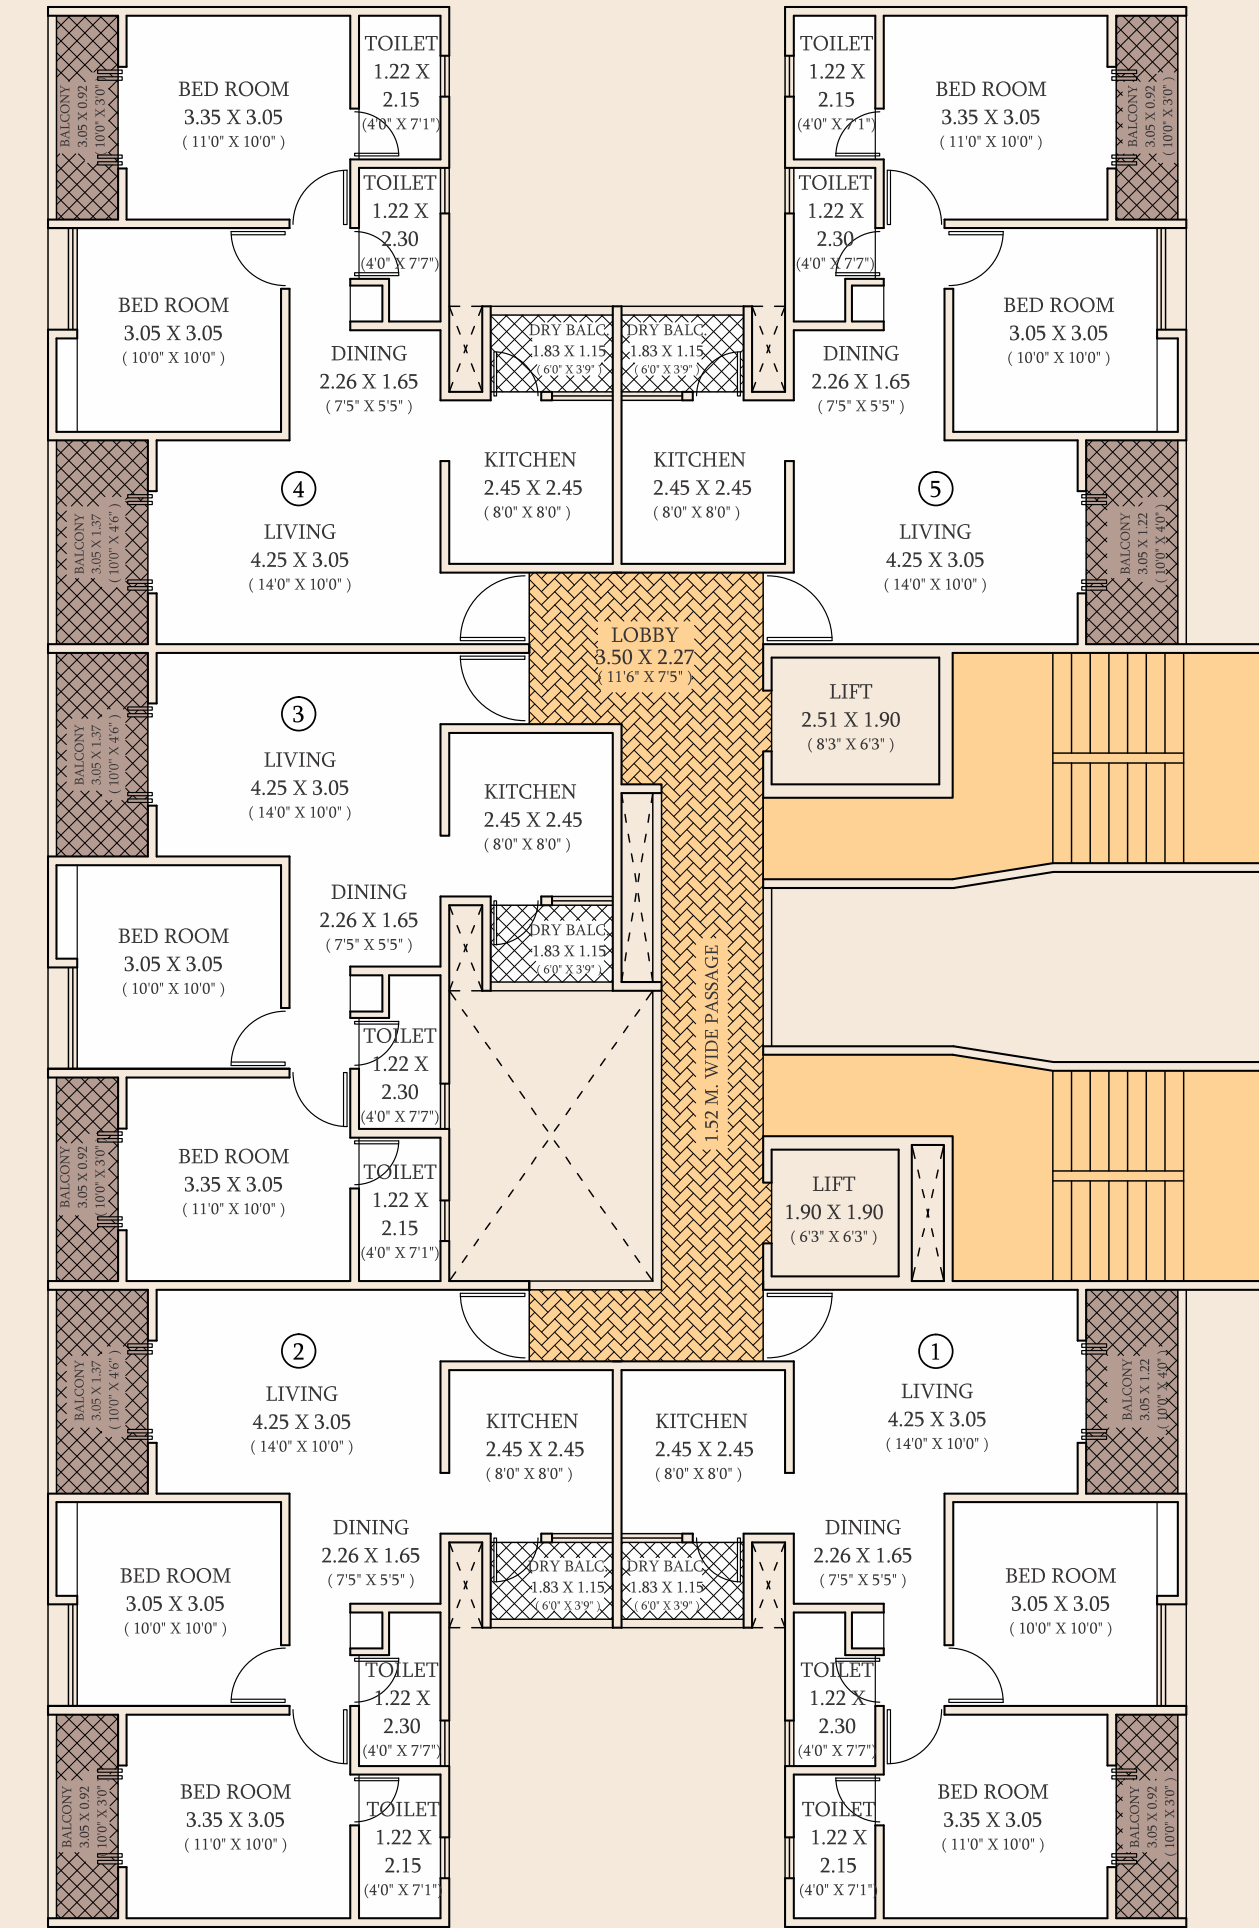 BALCONY
3.05 X 0.92
10'0" X 3'0" )
BED ROOM
3.35 X 3.05
( 11'0" X 10'0" )
TOILET
1.22 X
2.15
(4'0" X 7'1")
TOILET
1.22 X
2.30
(4'0" X 7'7")
BED ROOM
3.05 X 3.05
( 10'0" X 10'0" )
DINING
2.26 X 1.65
( 7'5" X 5'5" )
DRY BALC.
1.83 X 1.15
( 6'0" X 3'9" )
KITCHEN
2.45 X 2.45
( 8'0" X 8'0" )
4
LIVING
4.25 X 3.05
( 14'0" X 10'0" )
BALCONY
3.05 X 1.37
( 10'0" X 4'6" )
TOILET
1.22 X
2.15
(4'0" X 7'1")
BED ROOM
3.35 X 3.05
( 11'0" X 10'0" )
BALCONY
3.05 X 0.92
( 10'0" X 3'0" )
TOILET
1.22 X
2.30
(4'0" X 7'7")
BED ROOM
3.05 X 3.05
( 10'0" X 10'0" )
DRY BALC.
1.83 X 1.15
( 6'0" X 3'9" )
DINING
2.26 X 1.65
( 7'5" X 5'5" )
KITCHEN
2.45 X 2.45
( 8'0" X 8'0" )
5
LIVING
4.25 X 3.05
( 14'0" X 10'0" )
BALCONY
3.05 X 1.22
( 10'0" X 4'0" )
LOBBY
3.50 X 2.27
( 11'6" X 7'5" )
LIFT
2.51 X 1.90
( 8'3" X 6'3" )
BALCONY
3.05 X 1.37
( 10'0" X 4'6" )
3
LIVING
4.25 X 3.05
( 14'0" X 10'0" )
KITCHEN
2.45 X 2.45
( 8'0" X 8'0" )
DINING
2.26 X 1.65
( 7'5" X 5'5" )
DRY BALC.
1.83 X 1.15
( 6'0" X 3'9" )
BED ROOM
3.05 X 3.05
( 10'0" X 10'0" )
TOILET
1.22 X
2.30
(4'0" X 7'7")
1.52 M. WIDE PASSAGE
BALCONY
3.05 X 0.92
( 10'0" X 3'0" )
BED ROOM
3.35 X 3.05
( 11'0" X 10'0" )
TOILET
1.22 X
2.15
(4'0" X 7'1")
LIFT
1.90 X 1.90
( 6'3" X 6'3" )
BALCONY
3.05 X 1.37
( 10'0" X 4'6" )
2
LIVING
4.25 X 3.05
( 14'0" X 10'0" )
KITCHEN
2.45 X 2.45
( 8'0" X 8'0" )
DINING
2.26 X 1.65
( 7'5" X 5'5" )
DRY BALC.
1.83 X 1.15
( 6'0" X 3'9" )
BED ROOM
3.05 X 3.05
( 10'0" X 10'0" )
TOILET
1.22 X
2.30
(4'0" X 7'7")
BALCONY
3.05 X 0.92
10'0" X 3'0" )
BED ROOM
3.35 X 3.05
( 11'0" X 10'0" )
TOILET
1.22 X
2.15
(4'0" X 7'1")
1
LIVING
4.25 X 3.05
( 14'0" X 10'0" )
BALCONY
3.05 X 1.22
( 10'0" X 4'0" )
KITCHEN
2.45 X 2.45
( 8'0" X 8'0" )
DINING
2.26 X 1.65
( 7'5" X 5'5" )
DRY BALC.
1.83 X 1.15
( 6'0" X 3'9" )
BED ROOM
3.05 X 3.05
( 10'0" X 10'0" )
TOILET
1.22 X
2.30
(4'0" X 7'7")
BED ROOM
3.35 X 3.05
( 11'0" X 10'0" )
BALCONY
3.05 X 0.92
( 10'0" X 3'0" )
TOILET
1.22 X
2.15
(4'0" X 7'1")